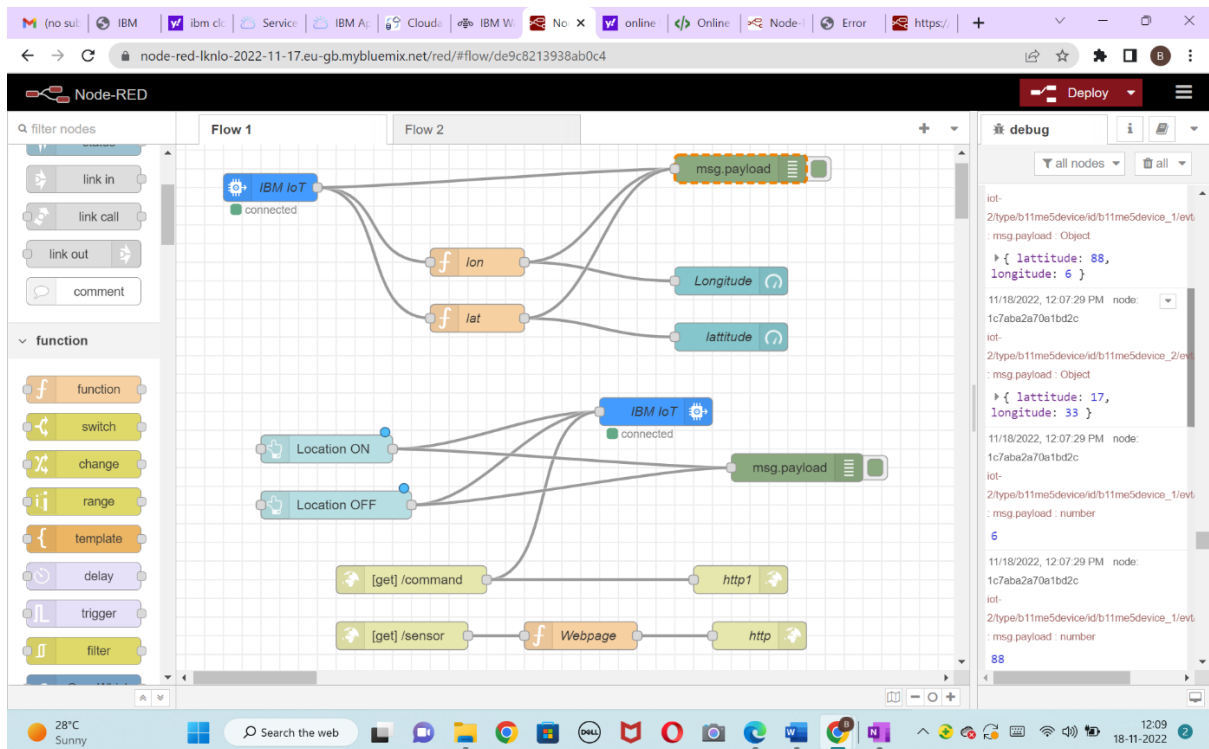 (no sub
IBM
ibm clo
Service
IBM Ap
Clouda
IBM W
No
online
Online
Node-I
Error
https:/
node-red-lknlo-2022-11-17.eu-gb.mybluemix.net/red/#flow/de9c8213938ab0c4
B
Node-RED
Deploy
filter nodes
Flow 1
Flow 2
debug
i
all nodes
all
link in
link call
link out
comment
function
function
switch
change
range
template
delay
trigger
filter
IBM IoT
connected
msg.payload
lon
lat
Longitude
lattitude
IBM IoT
connected
Location ON
Location OFF
msg.payload
[get] /command
http1
[get] /sensor
Webpage
http
iot-
2/type/b11me5device/id/b11me5device_1/evt/
: msg.payload : Object
{ lattitude: 88,
longitude: 6 }
11/18/2022, 12:07:29 PM node:
1c7aba2a70a1bd2c
iot-
2/type/b11me5device/id/b11me5device_2/evt/
: msg.payload : Object
{ lattitude: 17,
longitude: 33 }
11/18/2022, 12:07:29 PM node:
1c7aba2a70a1bd2c
iot-
2/type/b11me5device/id/b11me5device_1/evt/
: msg.payload : number
6
11/18/2022, 12:07:29 PM node:
1c7aba2a70a1bd2c
iot-
2/type/b11me5device/id/b11me5device_1/evt/
: msg.payload : number
88
28°C
Sunny
Search the web
DELL
12:09
18-11-2022
2